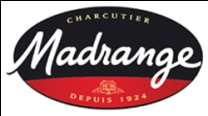 CHARCUTIER
Madrange
DEPUIS 1924